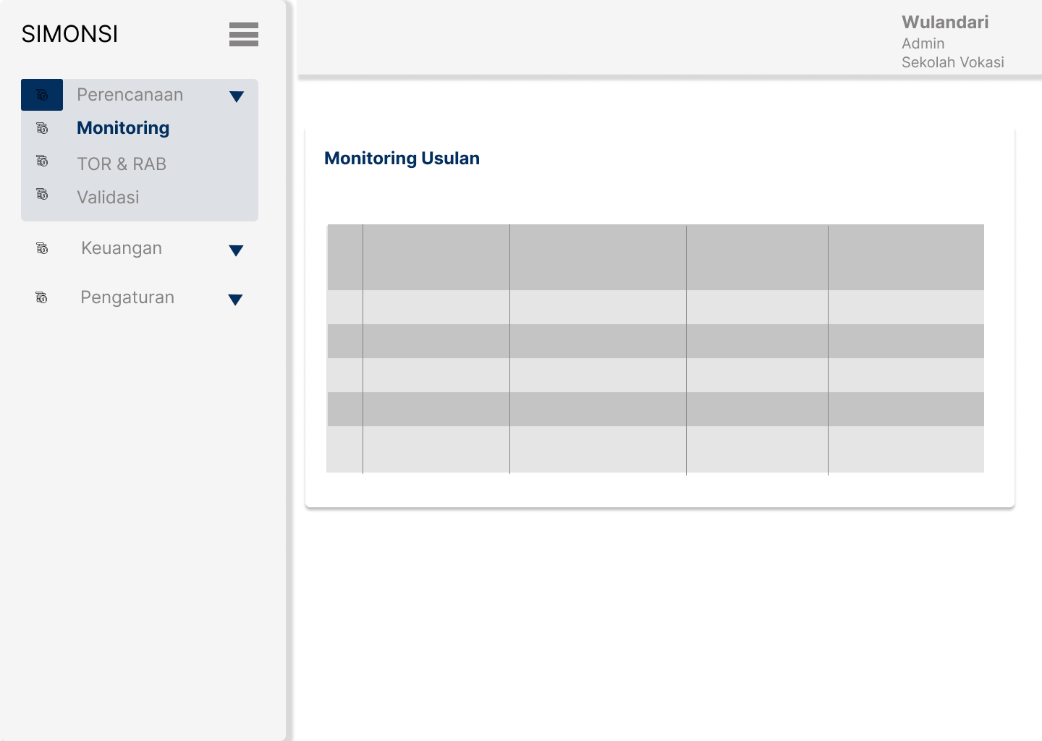 SIMONSI
Wulandari
Admin
Sekolah Vokasi
Perencanaan
Monitoring
TOR & RAB
Validasi
Keuangan
Pengaturan
Monitoring Usulan